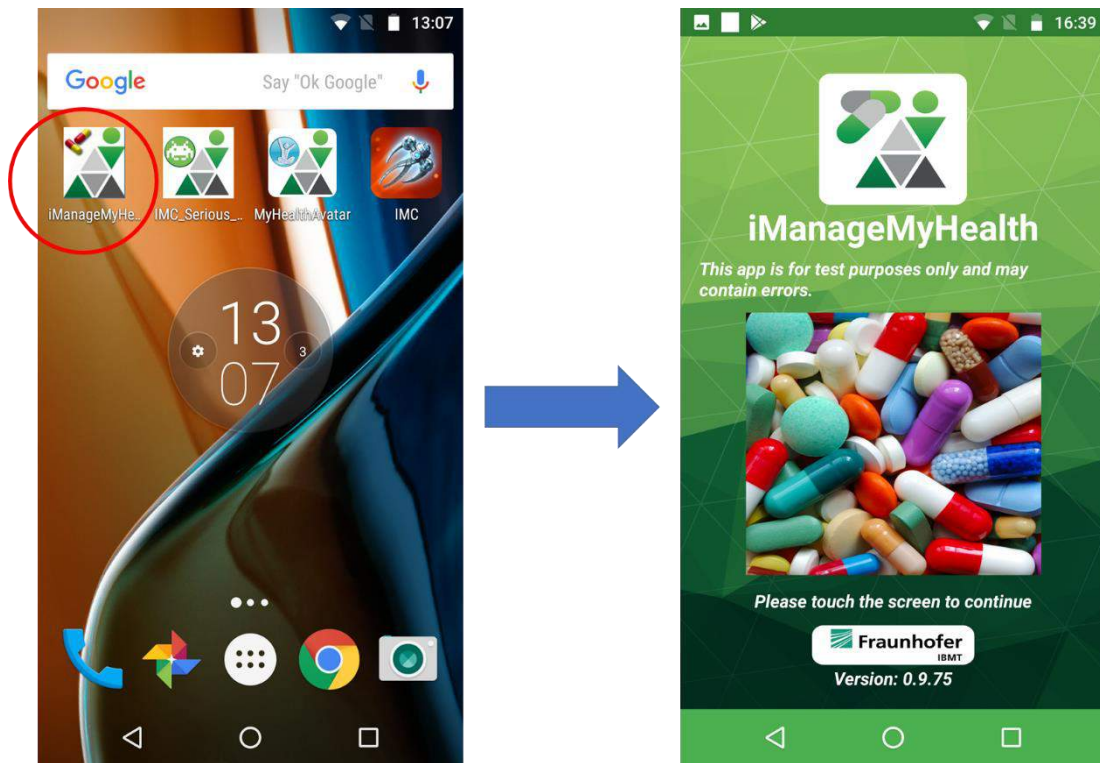 13:07
Google Say "Ok Google"
iManageMyHe.. IMC_Serious_.. MyHealthAvatar IMC
13
3
07
16:39
iManageMyHealth
This app is for test purposes only and may
contain errors.
Please touch the screen to continue
Fraunhofer
IBMT
Version: 0.9.75